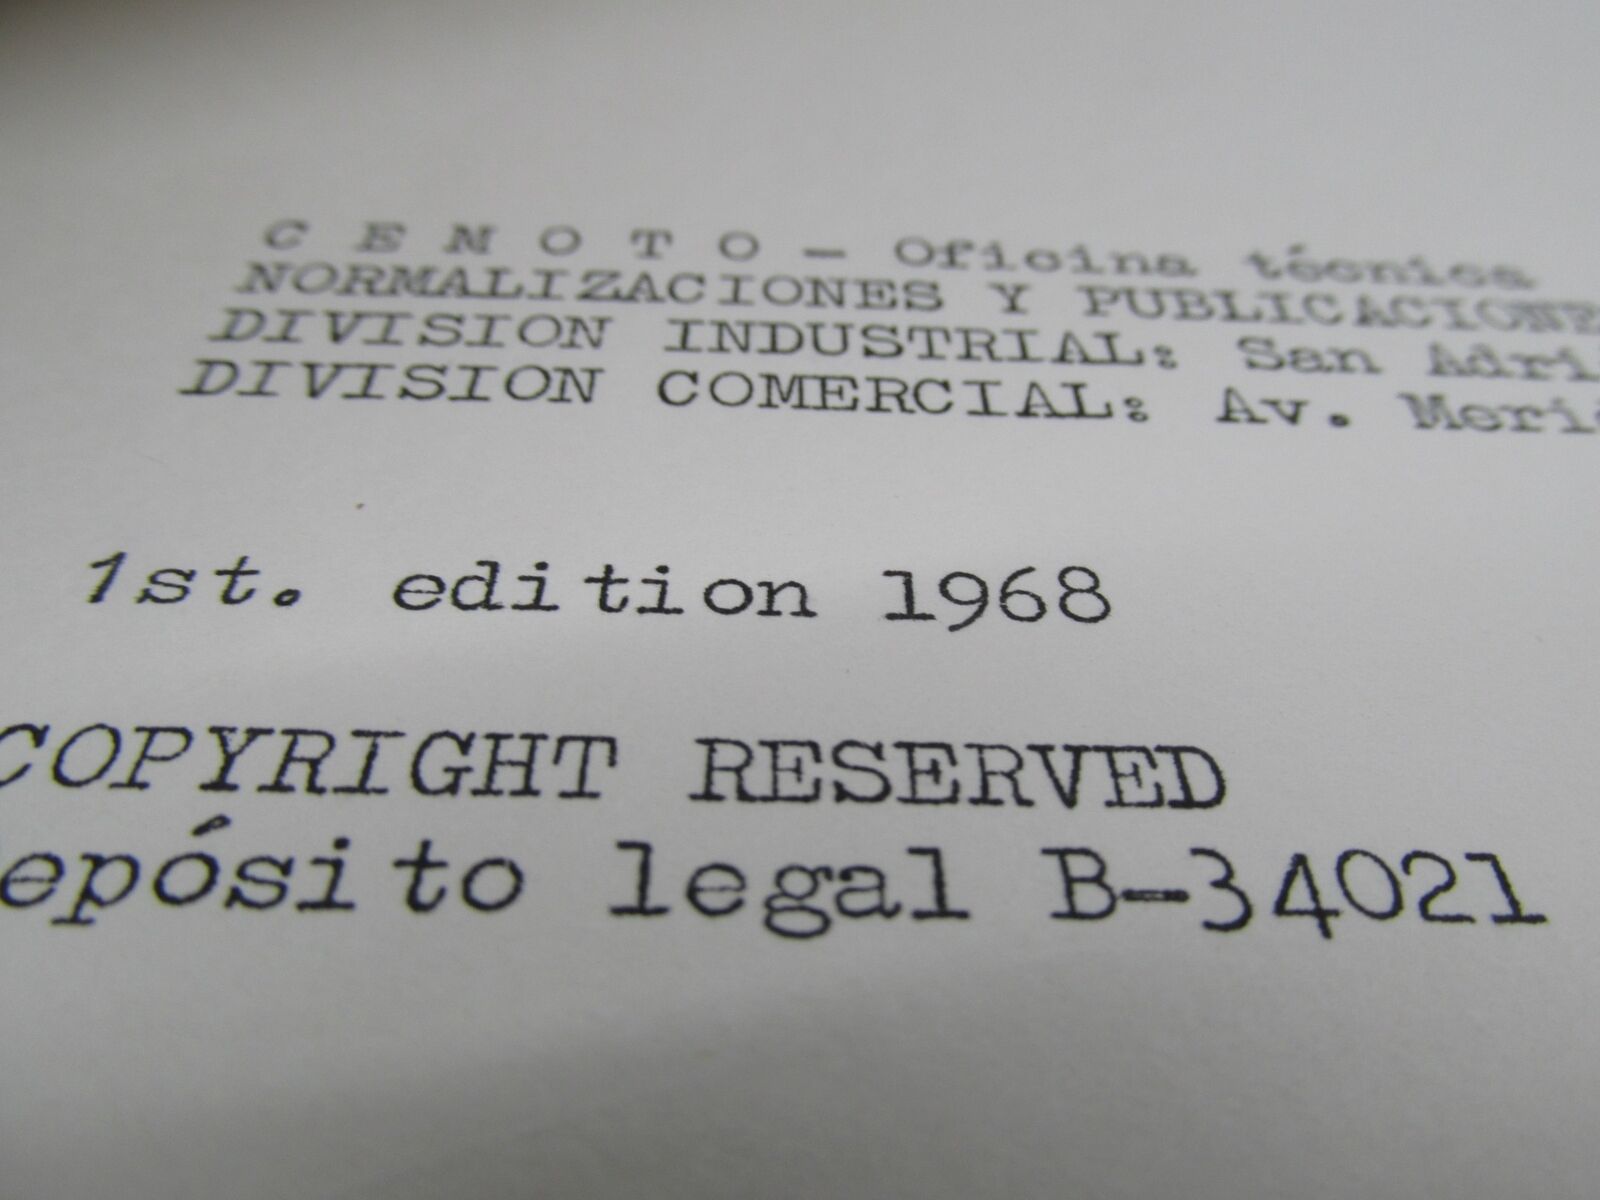 C E M O T O - Oficina técnica
NORMALIZACIONES Y PUBLICACIONE
DIVISION INDUSTRIAL: San Adri
DIVISION COMERCIAL: Av. Meri
1st. edition 1968
COPYRIGHT RESERVED
epósito legal B-34021